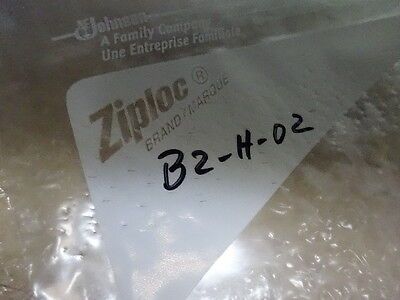 Johnson
A Family Company
Une Entreprise Familiale
Ziploc®
BRAND/MARQUE
B2-H-02